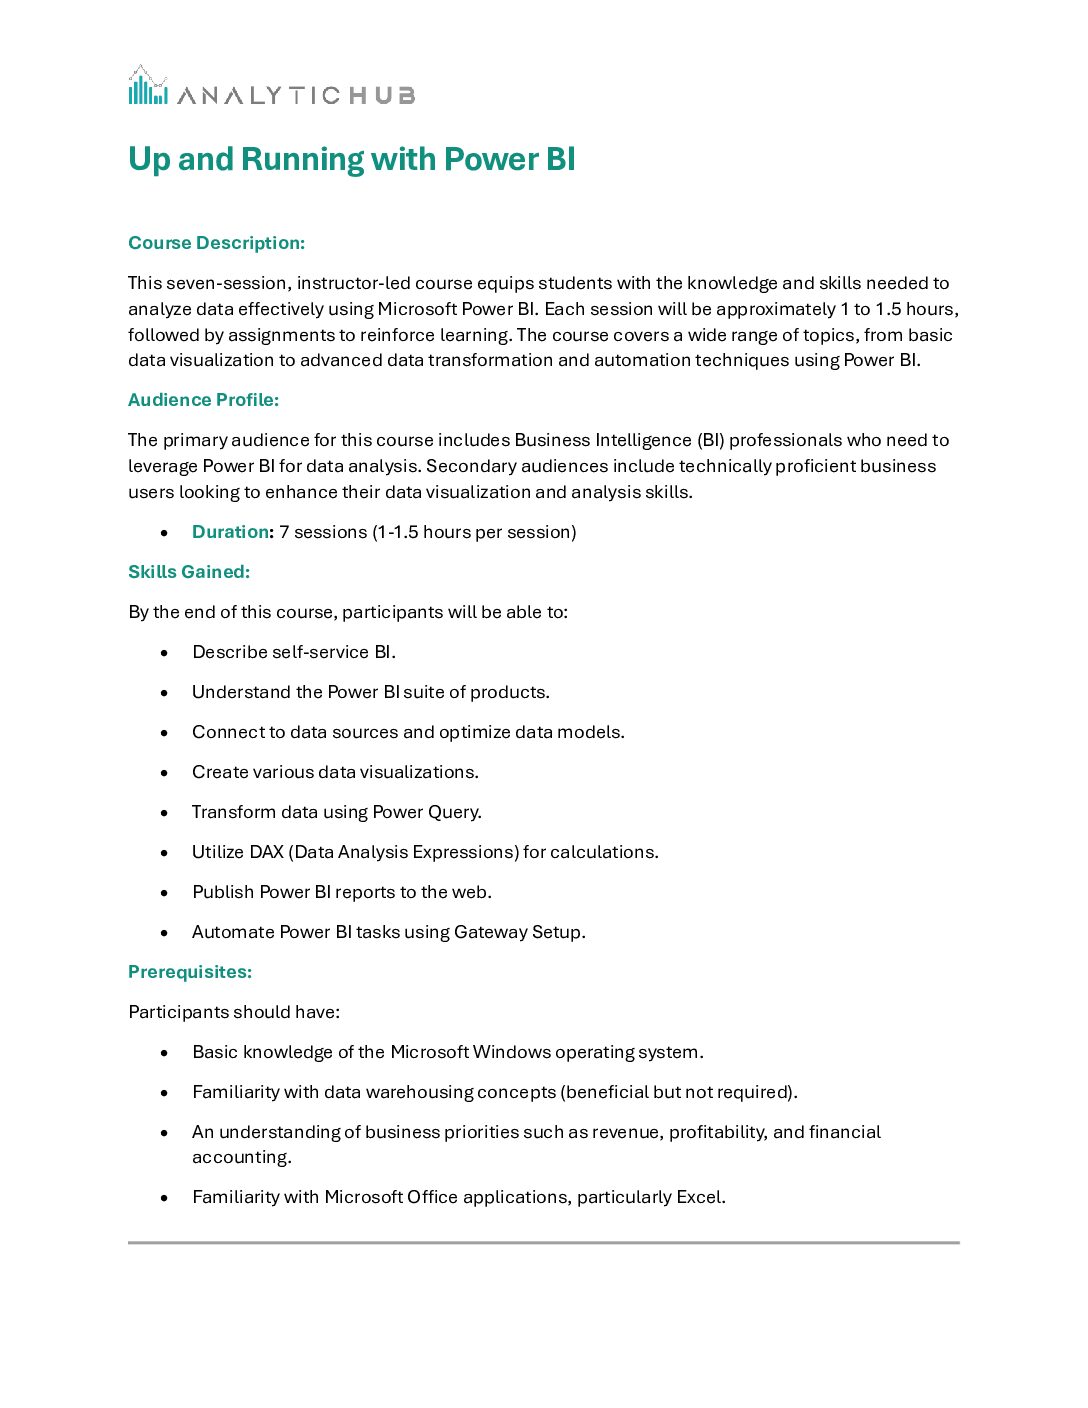 ANALYTICHUB
Up and Running with Power BI
Course Description:
This seven-session, instructor-led course equips students with the knowledge and skills needed to
analyze data effectively using Microsoft Power BI. Each session will be approximately 1 to 1.5 hours,
followed by assignments to reinforce learning. The course covers a wide range of topics, from basic
data visualization to advanced data transformation and automation techniques using Power BI.
Audience Profile:
The primary audience for this course includes Business Intelligence (BI) professionals who need to
leverage Power BI for data analysis. Secondary audiences include technically proficient business
users looking to enhance their data visualization and analysis skills.
• Duration: 7 sessions (1-1.5 hours per session)
Skills Gained:
By the end of this course, participants will be able to:
• Describe self-service BI.
• Understand the Power BI suite of products.
• Connect to data sources and optimize data models.
• Create various data visualizations.
• Transform data using Power Query.
• Utilize DAX (Data Analysis Expressions) for calculations.
• Publish Power BI reports to the web.
• Automate Power BI tasks using Gateway Setup.
Prerequisites:
Participants should have:
• Basic knowledge of the Microsoft Windows operating system.
• Familiarity with data warehousing concepts (beneficial but not required).
• An understanding of business priorities such as revenue, profitability, and financial
accounting.
• Familiarity with Microsoft Office applications, particularly Excel.